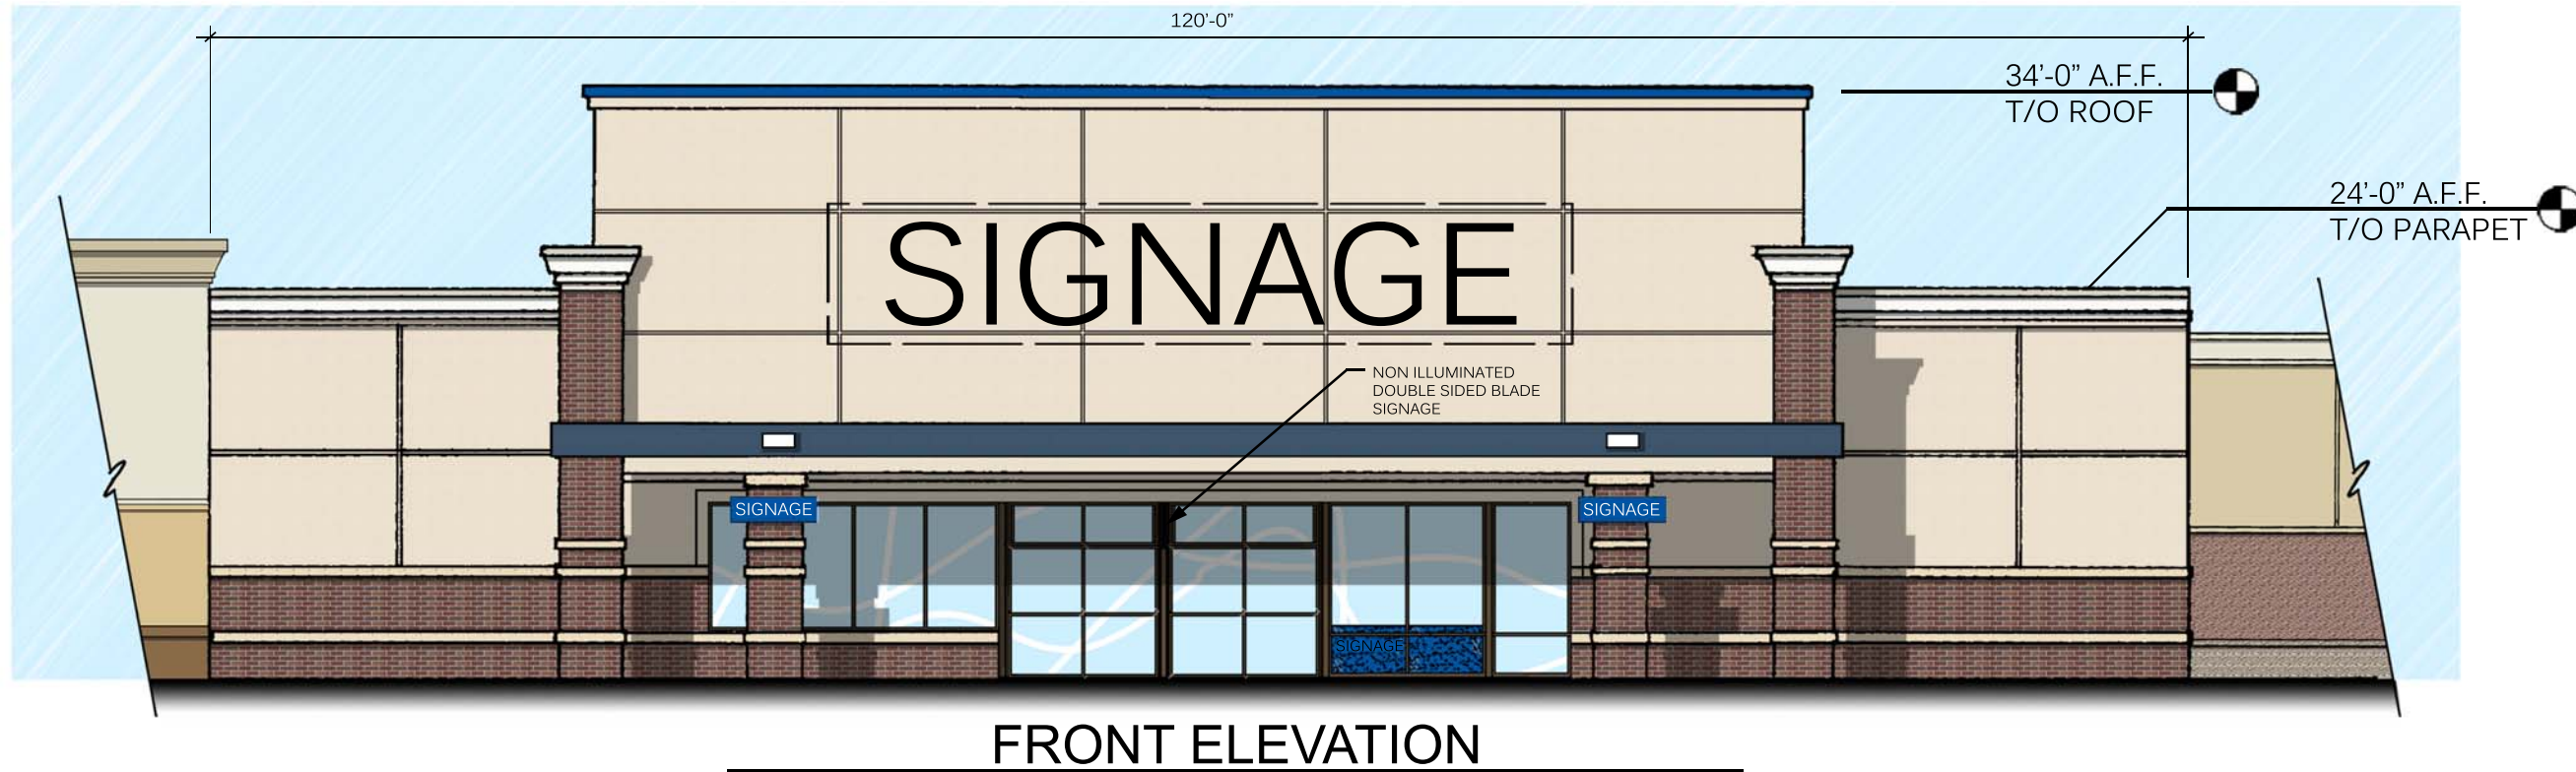 120'-0"
34'-0" A.F.F.
T/O ROOF
24'-0" A.F.F.
T/O PARAPET
SIGNAGE
NON ILLUMINATED
DOUBLE SIDED BLADE
SIGNAGE
SIGNAGE
SIGNAGE
SIGNAGE
FRONT ELEVATION